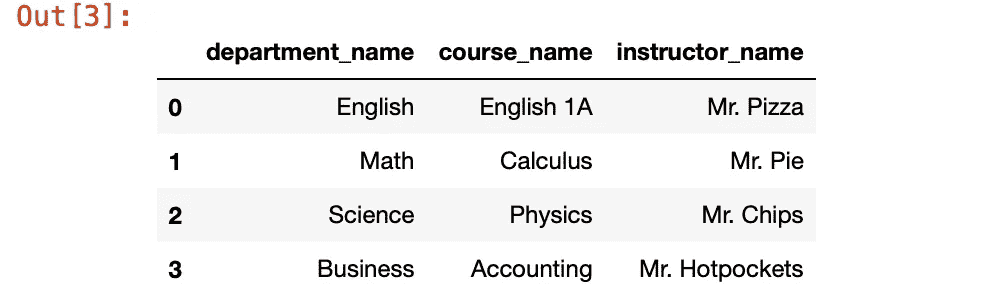 Out[3]:
department_name course_name instructor_name
0 English English 1A Mr. Pizza
1 Math Calculus Mr. Pie
2 Science Physics Mr. Chips
3 Business Accounting Mr. Hotpockets